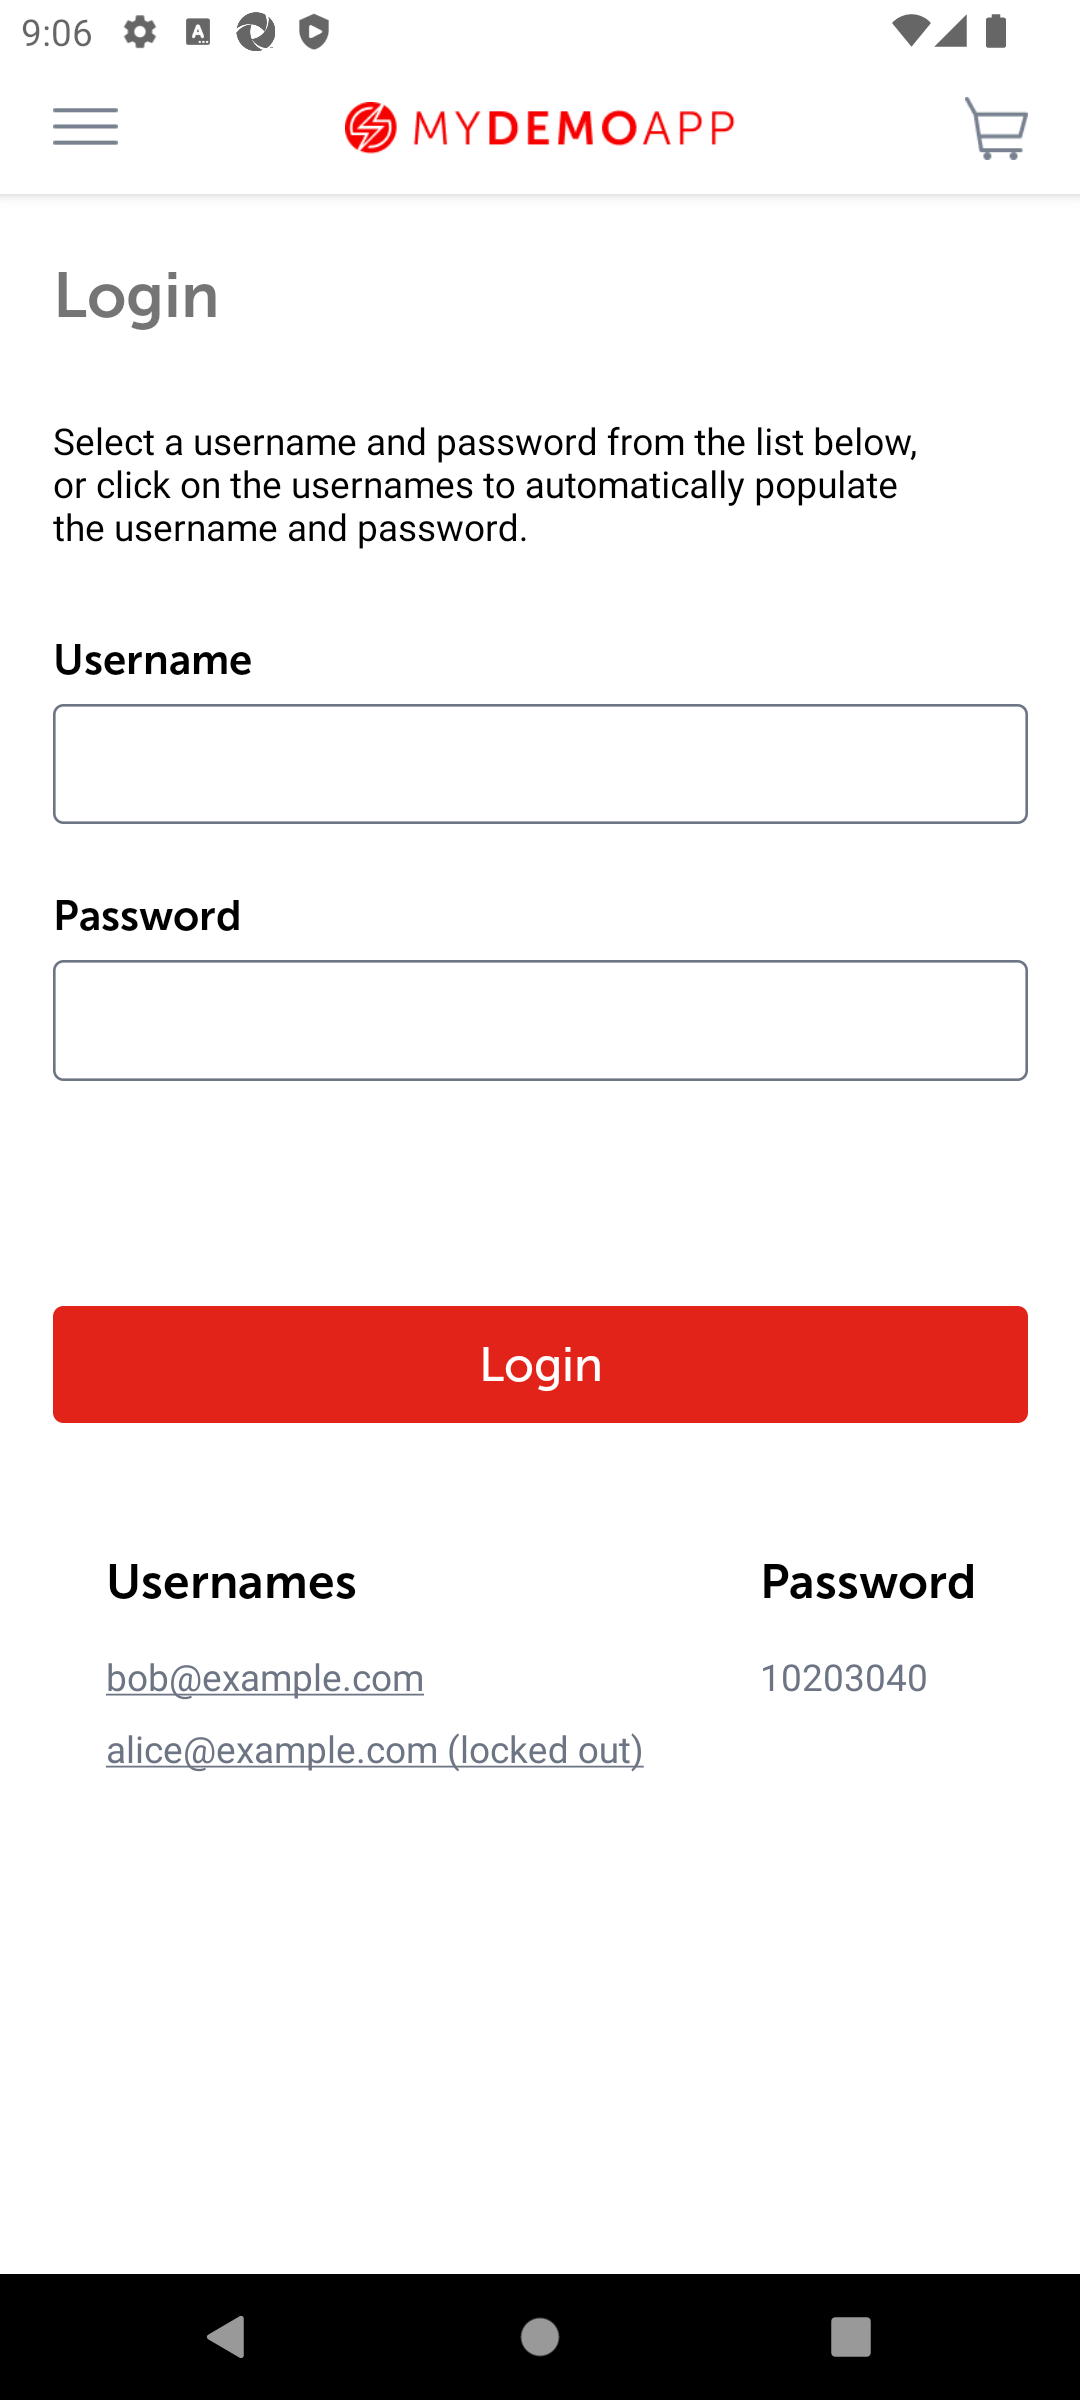 9:06
MYDEMOAPP
Login
Select a username and password from the list below,
or click on the usernames to automatically populate
the username and password.
Username
Password
Login
Usernames Password
bob@example.com 10203040
alice@example.com (locked out)